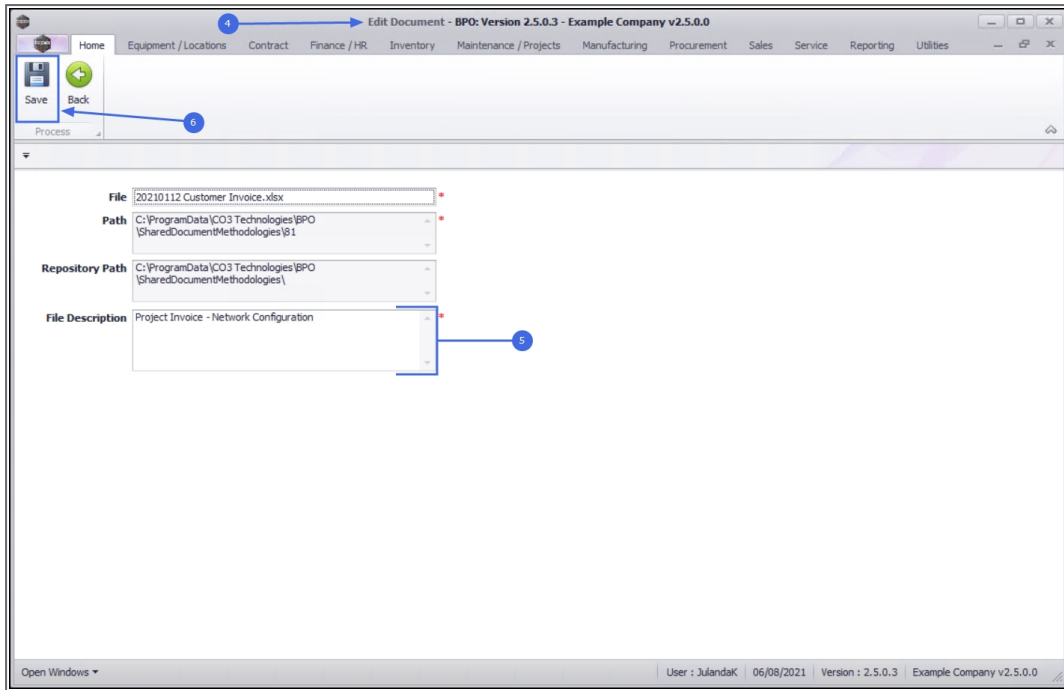 4
Edit Document - BPO: Version 2.5.0.3 - Example Company v2.5.0.0
Home Equipment / Locations Contract Finance / HR Inventory Maintenance / Projects Manufacturing Procurement Sales Service Reporting Utilities
Save Back
6
Process
File 20210112 Customer Invoice.xlsx *
Path C:\ProgramData\CO3 Technologies\BPO *
\SharedDocumentMethodologies\81
Repository Path C:\ProgramData\CO3 Technologies\BPO
\SharedDocumentMethodologies\
File Description Project Invoice - Network Configuration *
5
Open Windows User : JulandaK 06/08/2021 Version : 2.5.0.3 Example Company v2.5.0.0